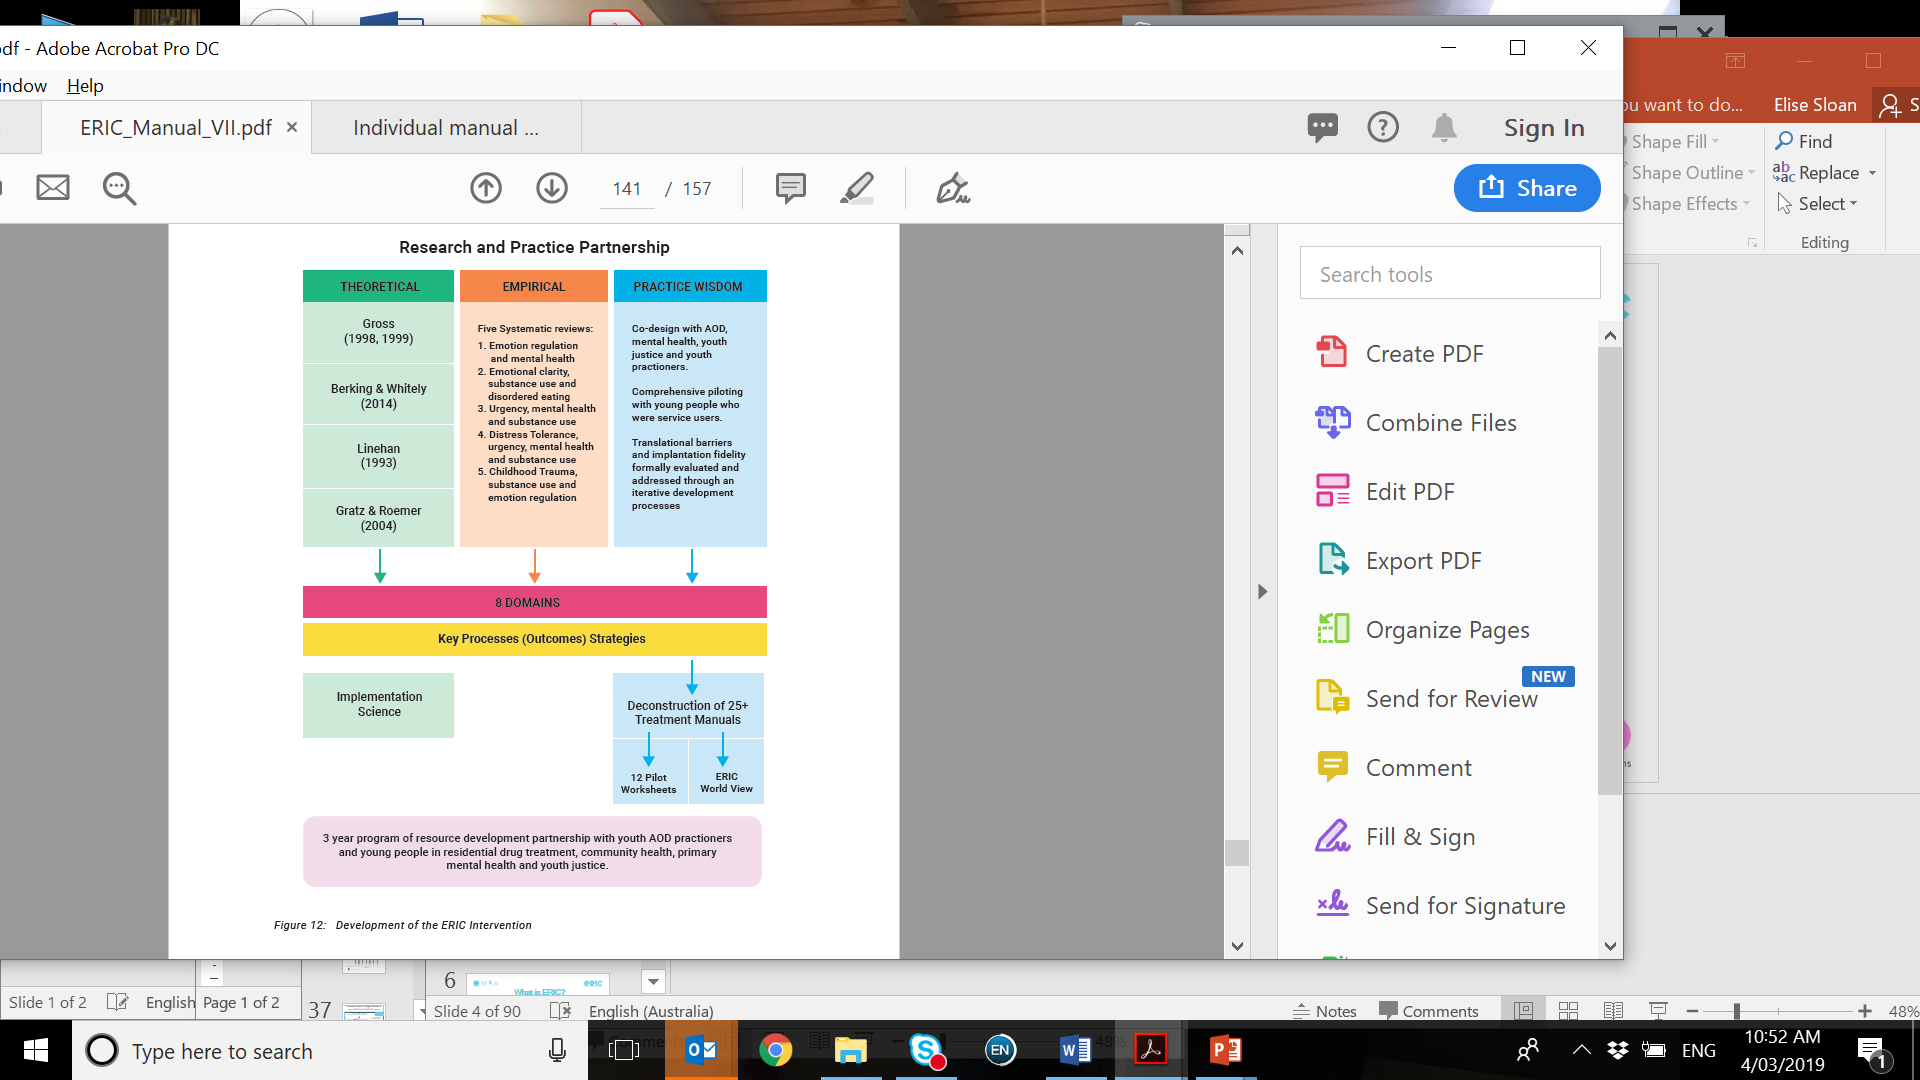 pdf - Adobe Acrobat Pro DC
indow Help
ERIC_Manual_VII.pdf
Individual manual ...
Sign In
141 / 157
Share
ou want to do...
Elise Sloan
Shape Fill
Shape Outline
Shape Effects
Find
Replace
Select
Editing
Research and Practice Partnership
THEORETICAL
Gross
(1998, 1999)
Berking & Whitely
(2014)
Linehan
(1993)
Gratz & Roemer
(2004)
EMPIRICAL
Five Systematic reviews:
1. Emotion regulation
and mental health
2. Emotional clarity,
substance use and
disordered eating
3. Urgency, mental health
and substance use
4. Distress Tolerance,
urgency, mental health
and substance use
5. Childhood Trauma,
substance use and
emotion regulation
PRACTICE WISDOM
Co-design with AOD,
mental health, youth
justice and youth
practioners.
Comprehensive piloting
with young people who
were service users.
Translational barriers
and implantation fidelity
formally evaluated and
addressed through an
iterative development
processes
8 DOMAINS
Key Processes (Outcomes) Strategies
Implementation
Science
Deconstruction of 25+
Treatment Manuals
12 Pilot
Worksheets
ERIC
World View
3 year program of resource development partnership with youth AOD practioners
and young people in residential drug treatment, community health, primary
mental health and youth justice.
Figure 12: Development of the ERIC Intervention
Search tools
Create PDF
Combine Files
Edit PDF
Export PDF
Organize Pages
NEW
Send for Review
Comment
Fill & Sign
Send for Signature
15
Slide 1 of 2
English
Page 1 of 2
37
6
What is ERIC?
eric
Slide 4 of 90
English (Australia)
Notes
Comments
48%
Type here to search
EN
ENG
10:52 AM
4/03/2019
1